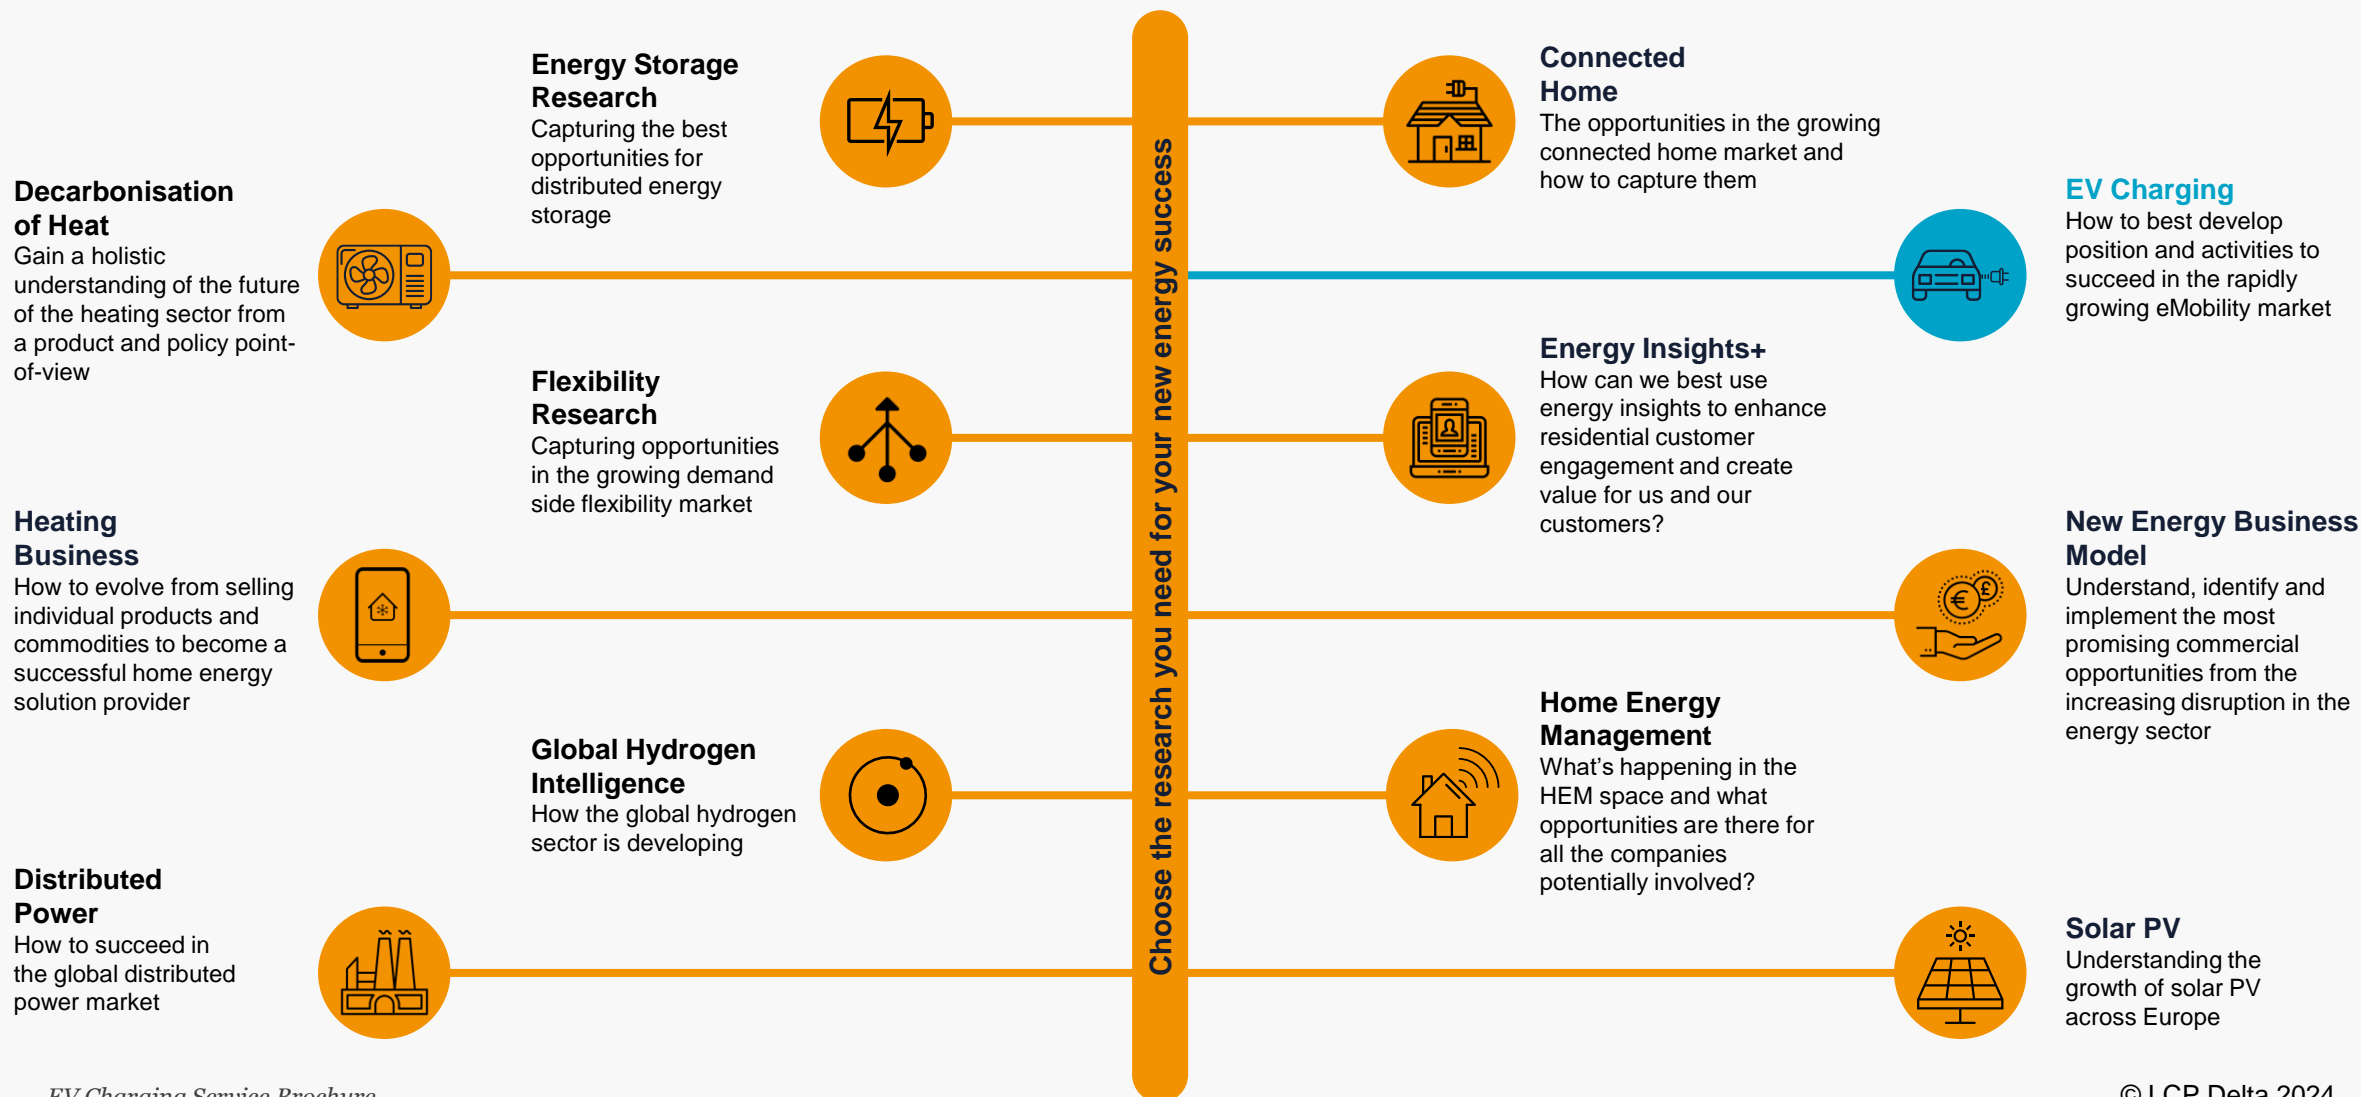 Energy Storage
Research
Capturing the best
opportunities for
distributed energy
storage
Decarbonisation
of Heat
Gain a holistic
understanding of the future
of the heating sector from
a product and policy point-
of-view
Flexibility
Research
Capturing opportunities
in the growing demand
side flexibility market
Heating
Business
How to evolve from selling
individual products and
commodities to become a
successful home energy
solution provider
Global Hydrogen
Intelligence
How the global hydrogen
sector is developing
Distributed
Power
How to succeed in
the global distributed
power market
Choose the research you need for your new energy success
Connected
Home
The opportunities in the growing
connected home market and
how to capture them
EV Charging
How to best develop
position and activities to
succeed in the rapidly
growing eMobility market
Energy Insights+
How can we best use
energy insights to enhance
residential customer
engagement and create
value for us and our
customers?
New Energy Business
Model
Understand, identify and
implement the most
promising commercial
opportunities from the
increasing disruption in the
energy sector
€ £
Home Energy
Management
What's happening in the
HEM space and what
opportunities are there for
all the companies
potentially involved?
Solar PV
Understanding the
growth of solar PV
across Europe
EV Charging Service Brochure
© LCP Delta 2024